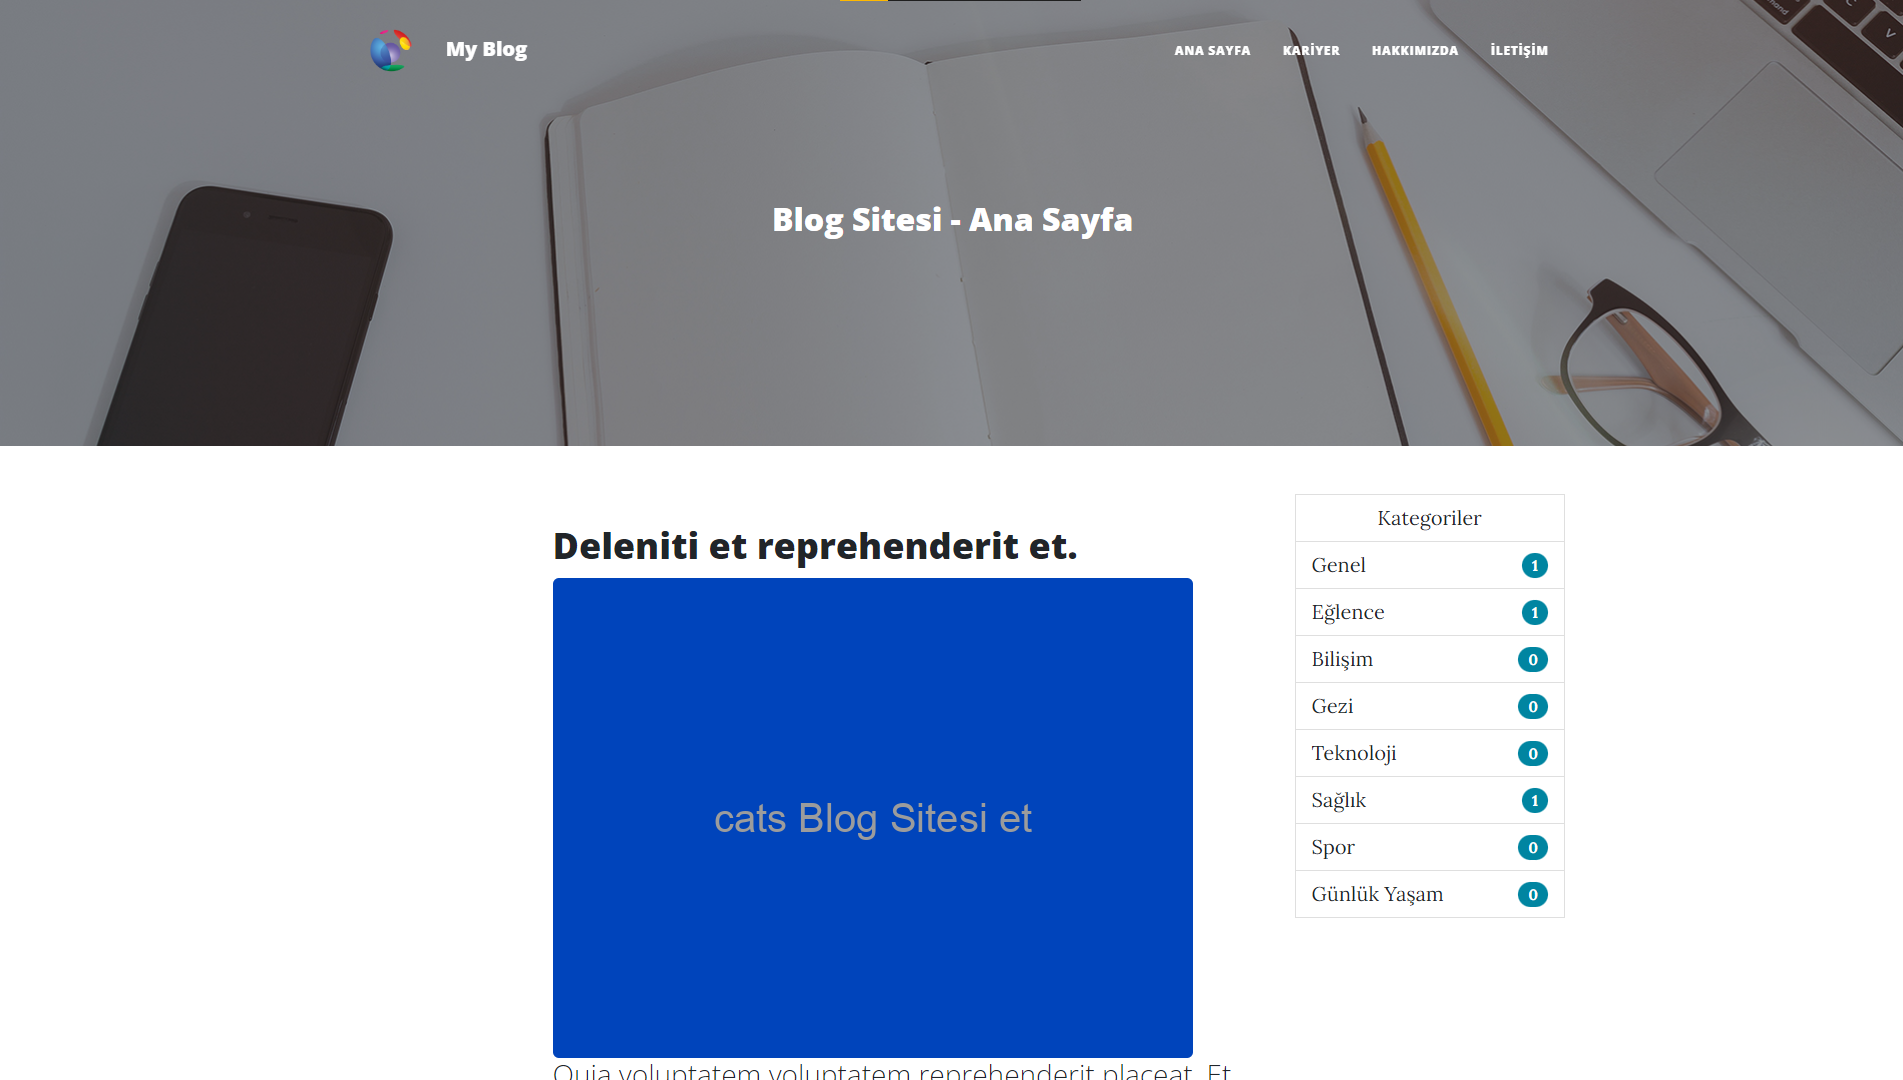 My Blog
ANA SAYFA KARİYER HAKKIMIZDA İLETİŞİM
Blog Sitesi - Ana Sayfa
Deleniti et reprehenderit et.
cats Blog Sitesi et
Quia voluptatem voluptatem reprehenderit placeat. Et
Kategoriler
Genel 1
Eğlence 1
Bilişim 0
Gezi 0
Teknoloji 0
Sağlık 1
Spor 0
Günlük Yaşam 0